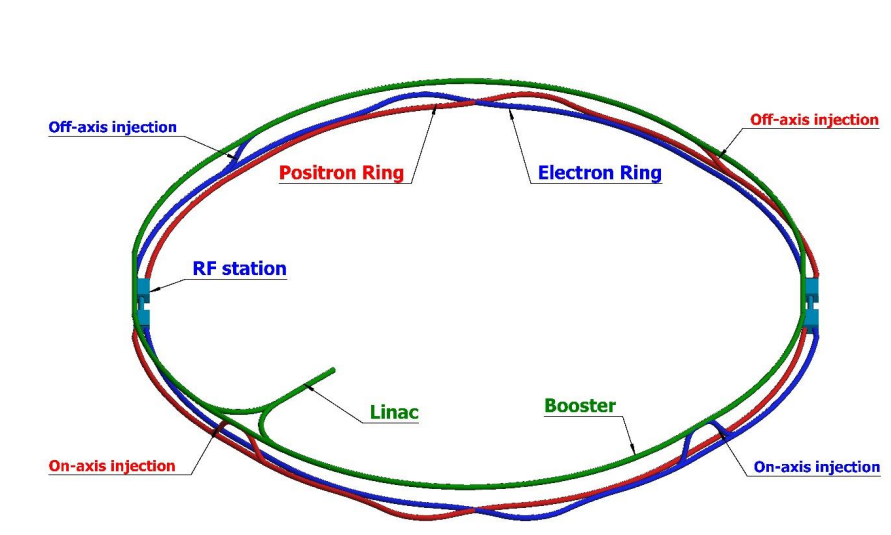 Off-axis injection
Off-axis injection
Positron Ring
Electron Ring
RF station
Linac
Booster
On-axis injection
On-axis injection